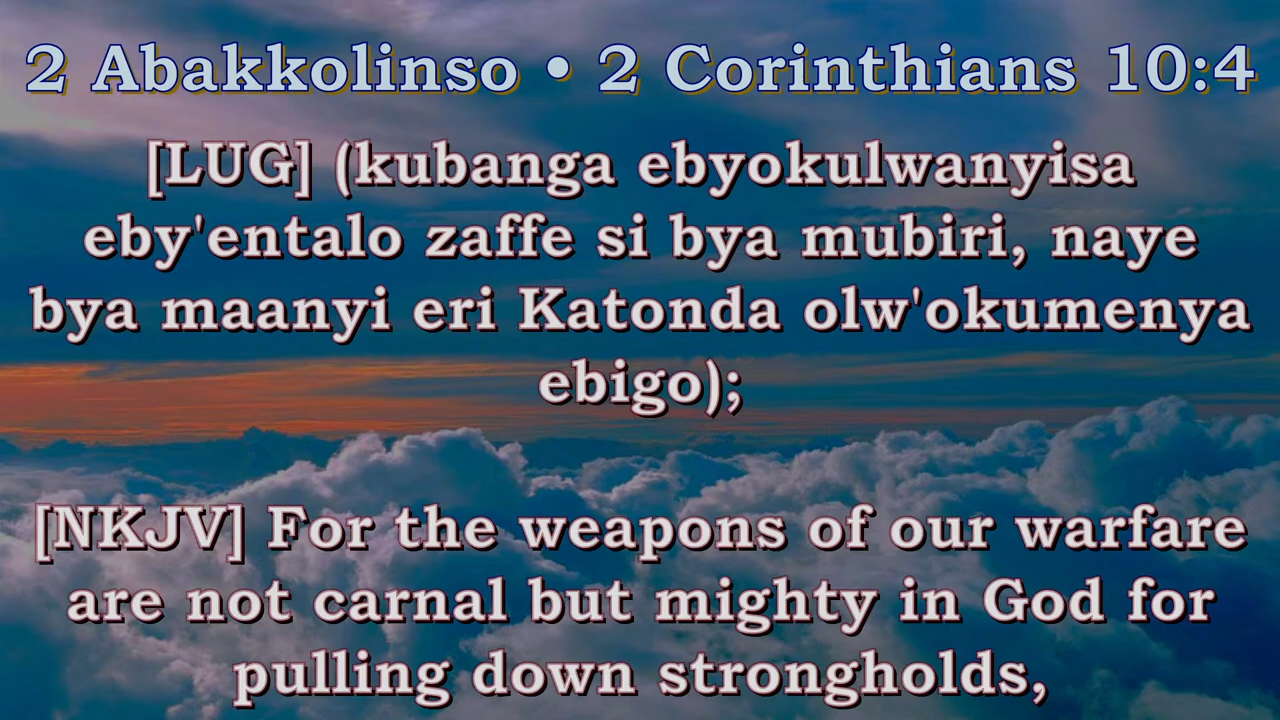 2 Abakkolinso • 2 Corinthians 10:4
[LUG] (kubanga ebyokulwanyisa
eby'entalo zaffe si bya mubiri, naye
bya maanyi eri Katonda olw'okumenya
ebigo);
[NKJV] For the weapons of our warfare
are not carnal but mighty in God for
pulling down strongholds,